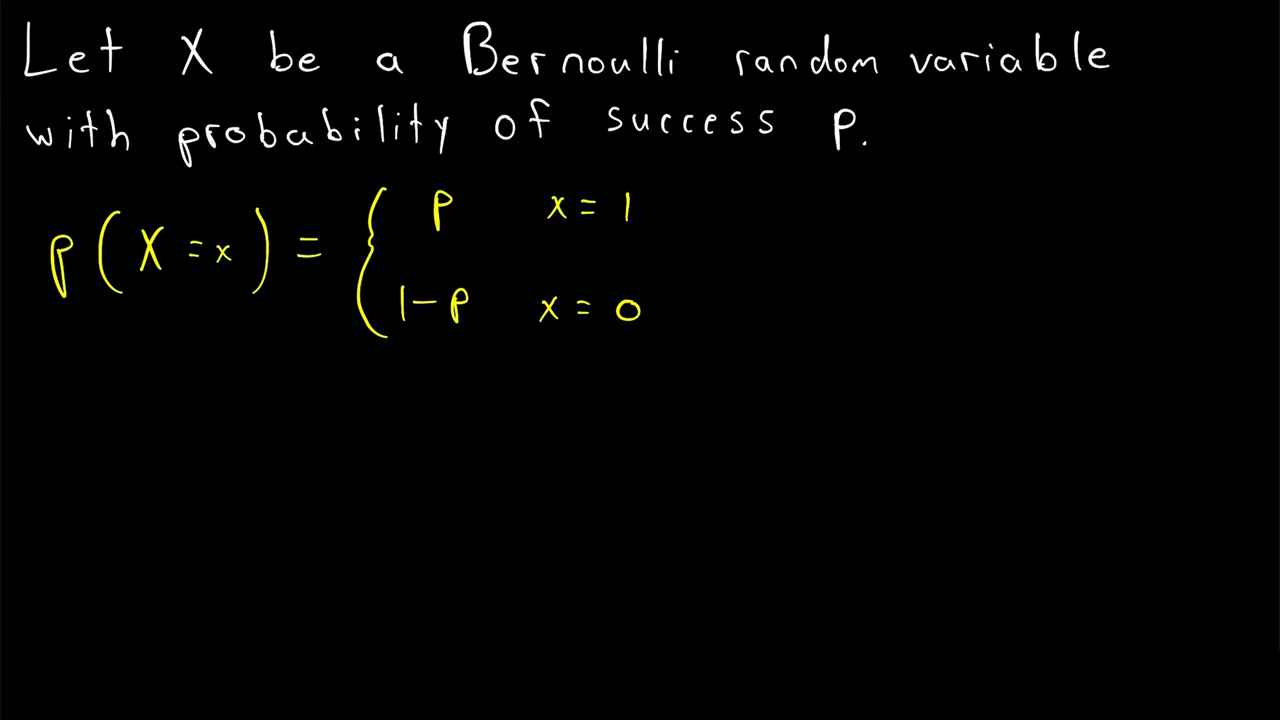 Let X be a Bernoulli random variable
with probability of success p.
p(X=x) = { p x = 1
1-p x = 0